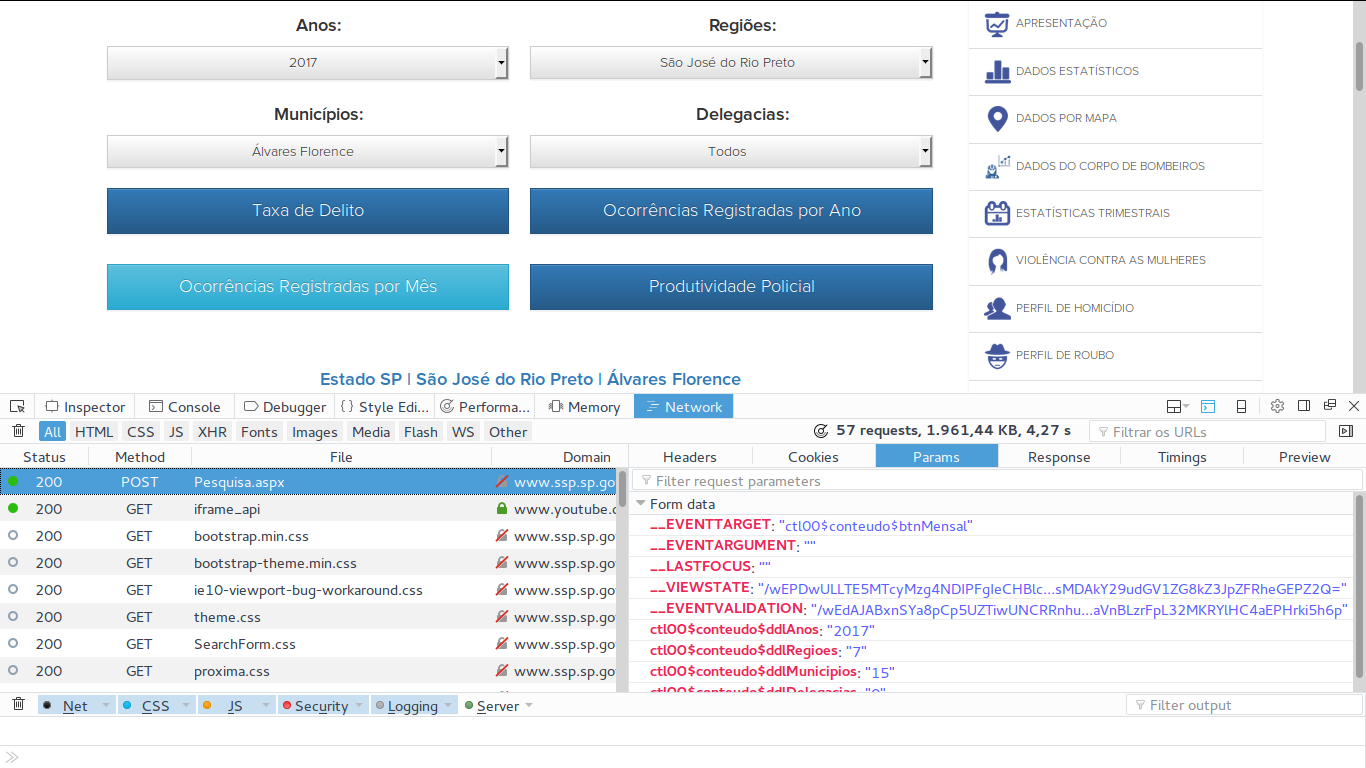 Anos:
Regiões:
2017
São José do Rio Preto
Municípios:
Delegacias:
Álvares Florence
Todos
Taxa de Delito
Ocorrências Registradas por Ano
Ocorrências Registradas por Mês
Produtividade Policial
Estado SP | São José do Rio Preto | Álvares Florence
APRESENTAÇÃO
DADOS ESTATÍSTICOS
DADOS POR MAPA
DADOS DO CORPO DE BOMBEIROS
ESTATÍSTICAS TRIMESTRAIS
VIOLÊNCIA CONTRA AS MULHERES
PERFIL DE HOMICÍDIO
PERFIL DE ROUBO
Inspector Console Debugger Style Edi... Performa... Memory Network
All HTML CSS JS XHR Fonts Images Media Flash WS Other
57 requests, 1.961,44 KB, 4,27 s
Filtrar os URLs
Status Method File Domain
200 POST Pesquisa.aspx www.ssp.sp.go
200 GET iframe_api www.youtube.c
200 GET bootstrap.min.css www.ssp.sp.go
200 GET bootstrap-theme.min.css www.ssp.sp.go
200 GET ie10-viewport-bug-workaround.css www.ssp.sp.go
200 GET theme.css www.ssp.sp.go
200 GET SearchForm.css www.ssp.sp.go
200 GET proxima.css www.ssp.sp.go
Headers Cookies Params Response Timings Preview
Filter request parameters
Form data
__EVENTTARGET: "ctl00$conteudo$btnMensal"
__EVENTARGUMENT: ""
__LASTFOCUS: ""
__VIEWSTATE: "/wEPDwULLTE5MTcyMzg4NDIPFgIeCHBlc...sMDAkY29udGV1ZG8kZ3JpZFRheGEPZ2Q="
__EVENTVALIDATION: "/wEdAJABxnSYa8pCp5UZTiwUNCRRnhu...aVnBLzrFpL32MKRYlHC4aEPHrki5h6p"
ctl00$conteudo$ddlAnos: "2017"
ctl00$conteudo$ddlRegioes: "7"
ctl00$conteudo$ddlMunicipios: "15"
ctl00$conteudo$ddlDelegacias: "0"
Net CSS JS Security Logging Server
Filter output